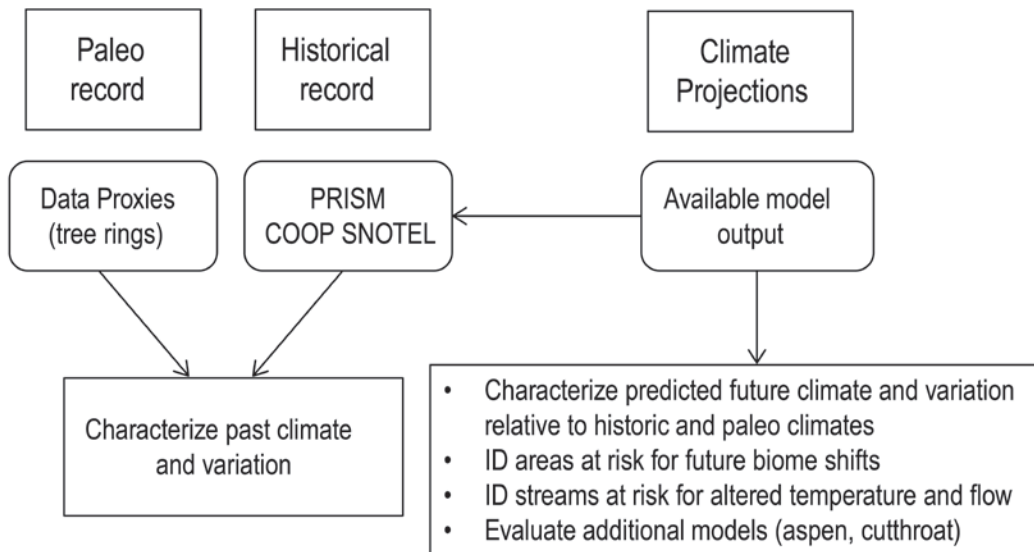 Paleo
record
Historical
record
Climate
Projections
Data Proxies
(tree rings)
PRISM
COOP SNOTEL
Available model
output
Characterize past climate
and variation
• Characterize predicted future climate and variation
relative to historic and paleo climates
• ID areas at risk for future biome shifts
• ID streams at risk for altered temperature and flow
• Evaluate additional models (aspen, cutthroat)